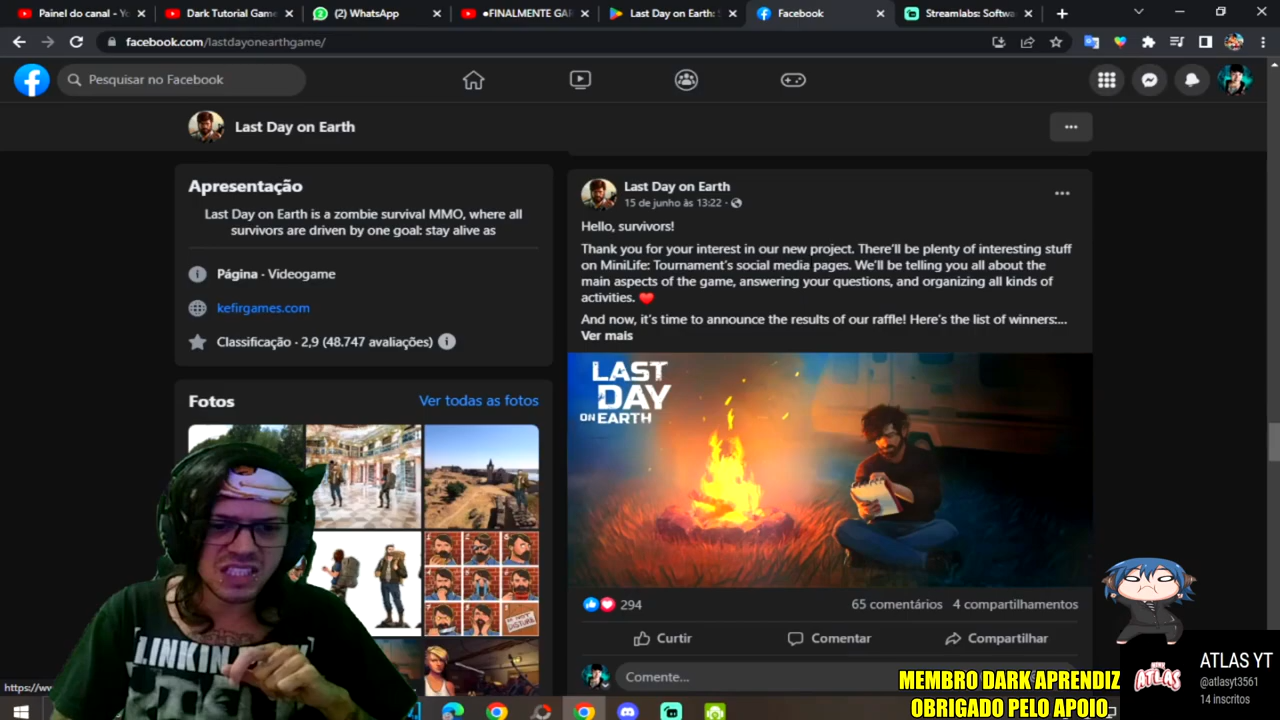 Painel do canal - Y
Dark Tutorial Gam
(2) WhatsApp
●FINALMENTE GA
Last Day on Earth:
Facebook
Streamlabs: Softw
facebook.com/lastdayonearthgame/
Pesquisar no Facebook
Last Day on Earth
Apresentação
Last Day on Earth is a zombie survival MMO, where all
survivors are driven by one goal: stay alive as
Página · Videogame
kefirgames.com
Classificação · 2,9 (48.747 avaliações)
Fotos
Ver todas as fotos
Last Day on Earth
15 de junho às 13:22 ·
Hello, survivors!
Thank you for your interest in our new project. There'll be plenty of interesting stuff
on MiniLife: Tournament's social media pages. We'll be telling you all about the
main aspects of the game, answering your questions, and organizing all kinds of
activities. ❤️
And now, it's time to announce the results of our raffle! Here's the list of winners:...
Ver mais
LAST
DAY
ON EARTH
294
65 comentários 4 compartilhamentos
Curtir
Comentar
Compartilhar
Comente...
LINKIN
https://w
MEMBRO DARK APRENDIZ
OBRIGADO PELO APOIO
ATLAS
ATLAS YT
@atlasyt3561
14 inscritos